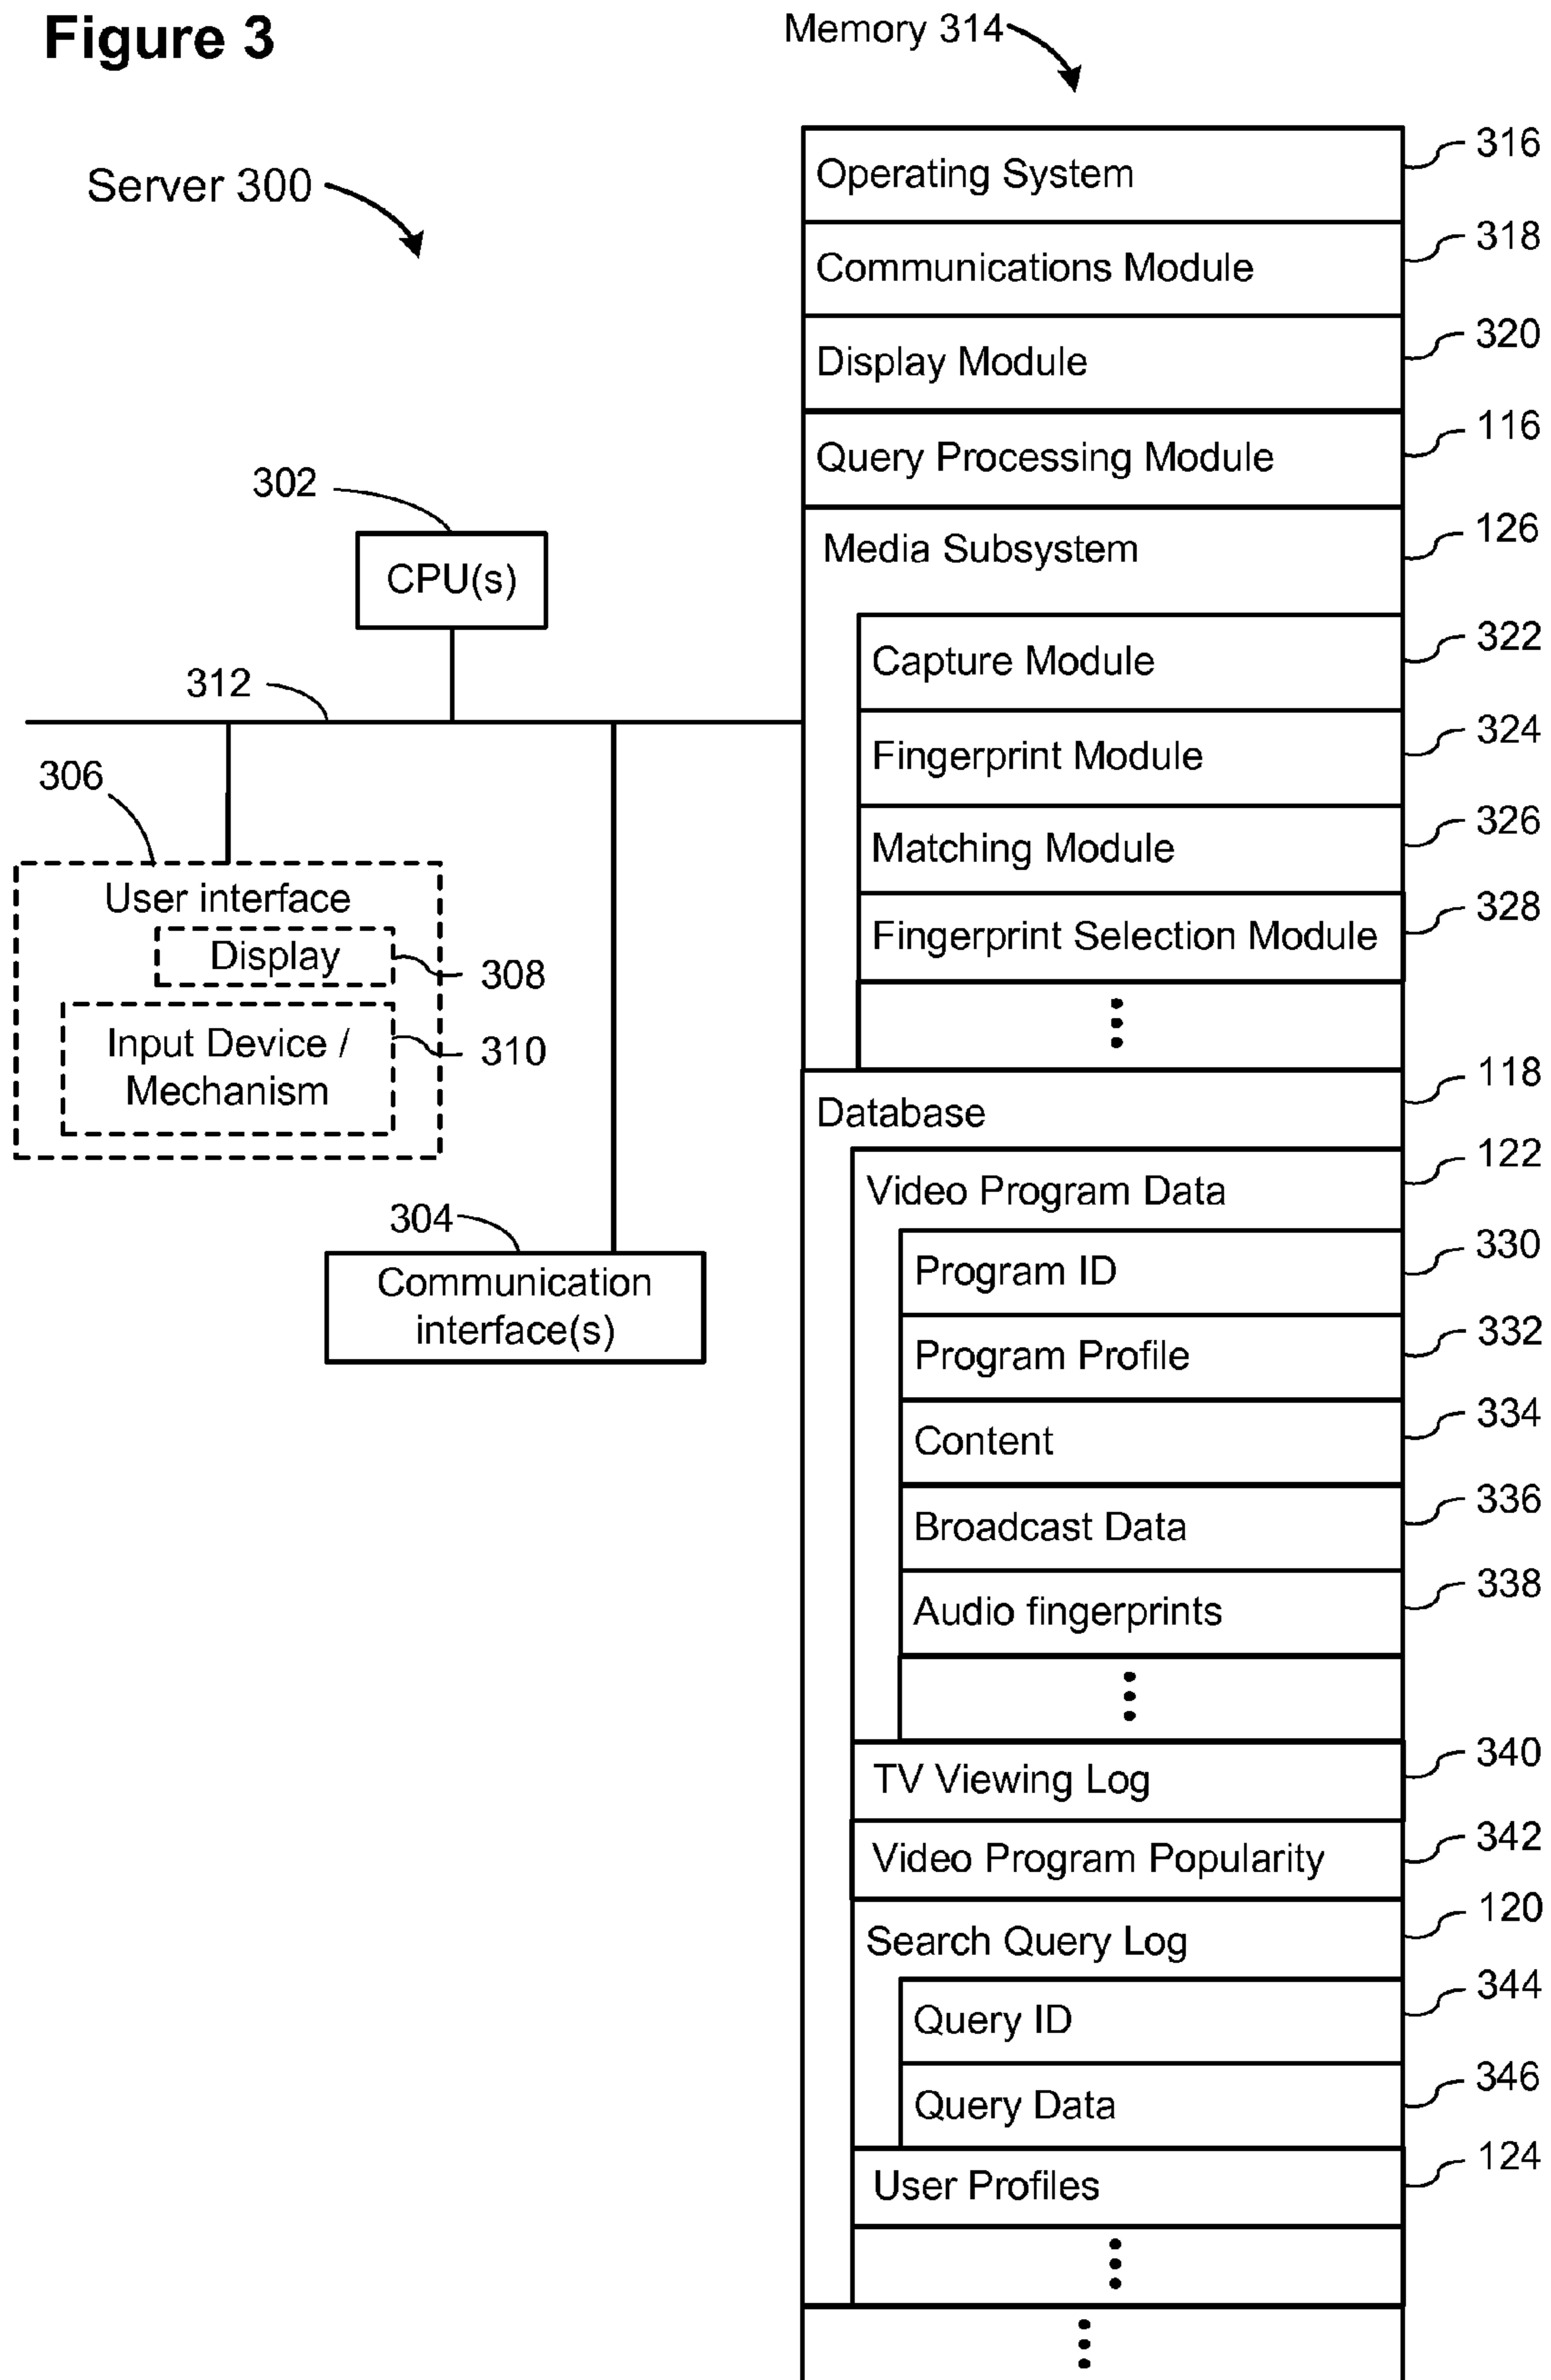 Figure 3
Memory 314
Server 300
Operating System 316
Communications Module 318
Display Module 320
Query Processing Module 116
Media Subsystem 126
Capture Module 322
Fingerprint Module 324
Matching Module 326
Fingerprint Selection Module 328
302
CPU(s)
312
306
User interface
Display
308
Input Device /
Mechanism
310
304
Communication
interface(s)
Database 118
Video Program Data 122
Program ID 330
Program Profile 332
Content 334
Broadcast Data 336
Audio fingerprints 338
TV Viewing Log 340
Video Program Popularity 342
Search Query Log 120
Query ID 344
Query Data 346
User Profiles 124